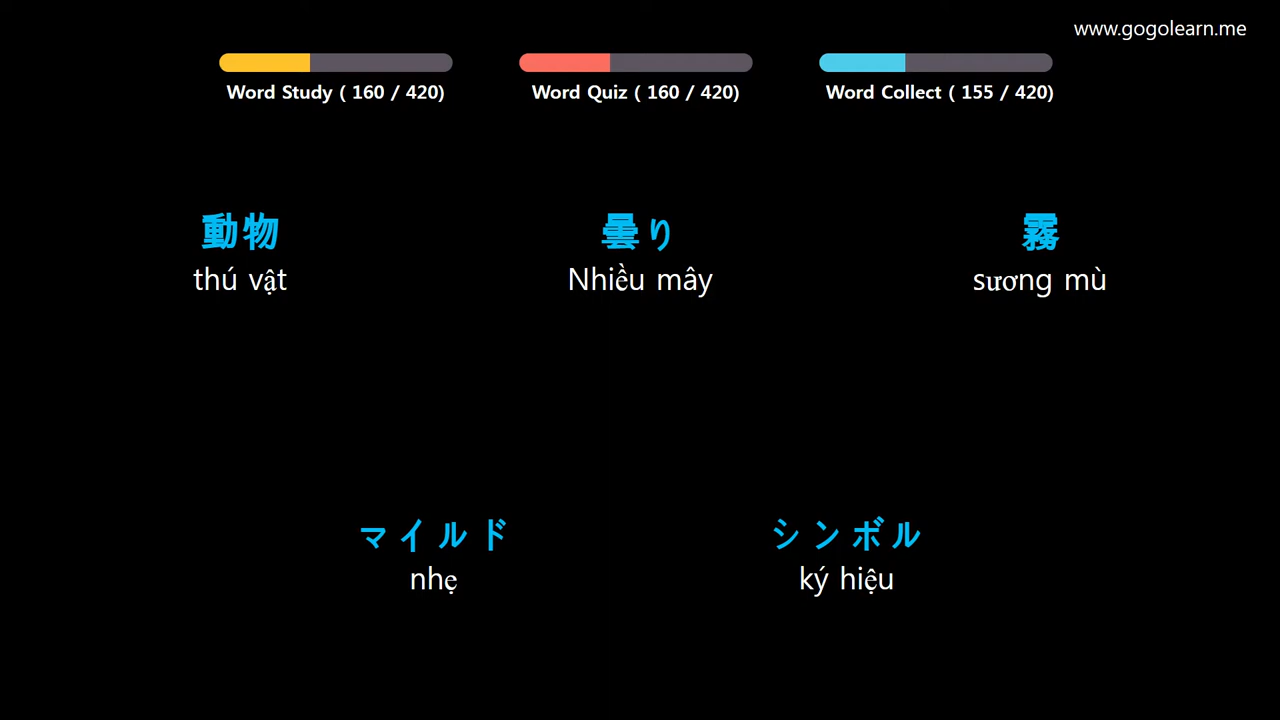 www.gogolearn.me
Word Study ( 160 / 420)
Word Quiz ( 160 / 420)
Word Collect ( 155 / 420)
動物
thú vật
曇り
Nhiều mây
霧
sương mù
マイルド
nhẹ
シンボル
ký hiệu